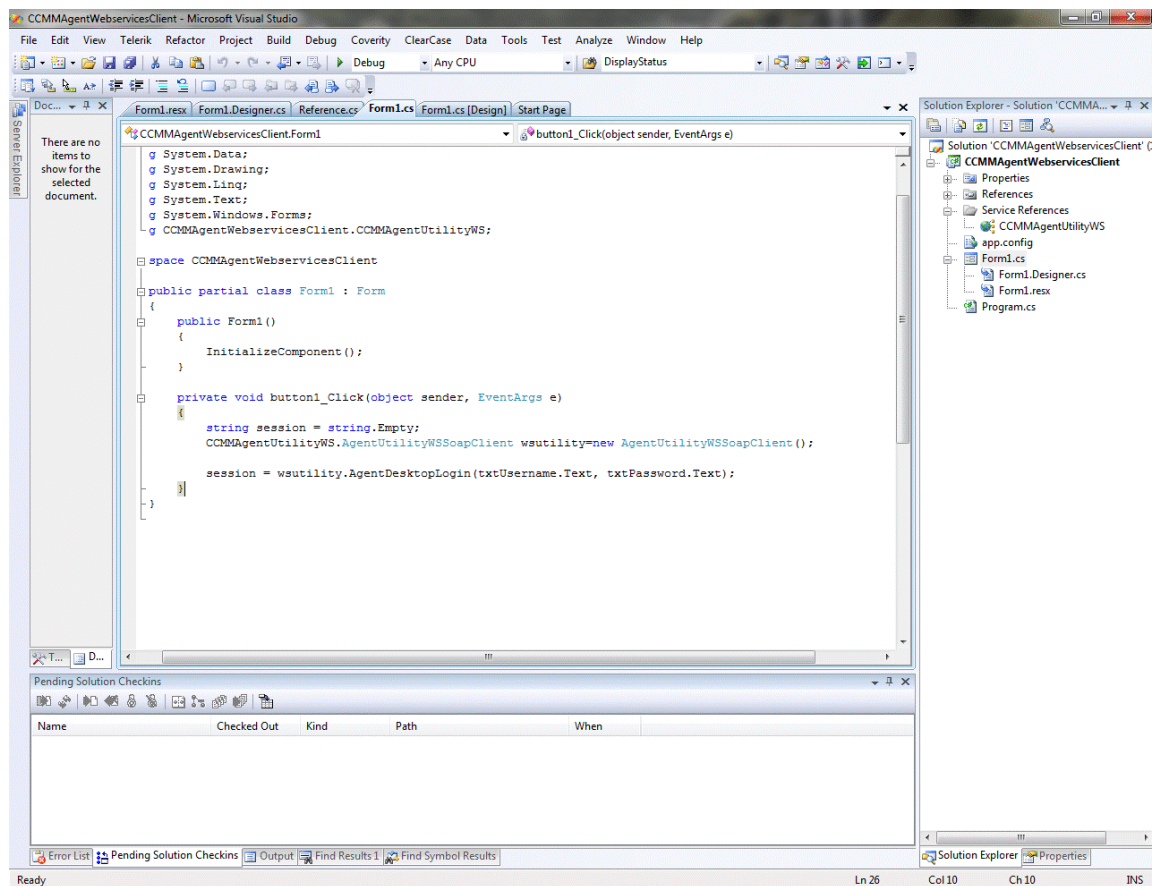 CCMMAgentWebservicesClient - Microsoft Visual Studio
File Edit View Telerik Refactor Project Build Debug Coverity ClearCase Data Tools Test Analyze Window Help
Debug Any CPU DisplayStatus
Server Explorer
Doc...
There are no
items to
show for the
selected
document.
T... D...
Form1.resx Form1.Designer.cs Reference.cs Form1.cs Form1.cs [Design] Start Page
CCMMAgentWebservicesClient.Form1 button1_Click(object sender, EventArgs e)
g System.Data;
g System.Drawing;
g System.Linq;
g System.Text;
g System.Windows.Forms;
g CCMMAgentWebservicesClient.CCMMAgentUtilityWS;
space CCMMAgentWebservicesClient
public partial class Form1 : Form
{
public Form1()
{
InitializeComponent();
}
private void button1_Click(object sender, EventArgs e)
{
string session = string.Empty;
CCMMAgentUtilityWS.AgentUtilityWSSoapClient wsutility=new AgentUtilityWSSoapClient();
session = wsutility.AgentDesktopLogin(txtUsername.Text, txtPassword.Text);
}
}
Solution Explorer - Solution 'CCMMA...
Solution 'CCMMAgentWebservicesClient' (
CCMMAgentWebservicesClient
Properties
References
Service References
CCMMAgentUtilityWS
app.config
Form1.cs
Form1.Designer.cs
Form1.resx
Program.cs
Pending Solution Checkins
Name Checked Out Kind Path When
Error List Pending Solution Checkins Output Find Results 1 Find Symbol Results
Solution Explorer Properties
Ready Ln 26 Col 10 Ch 10 INS